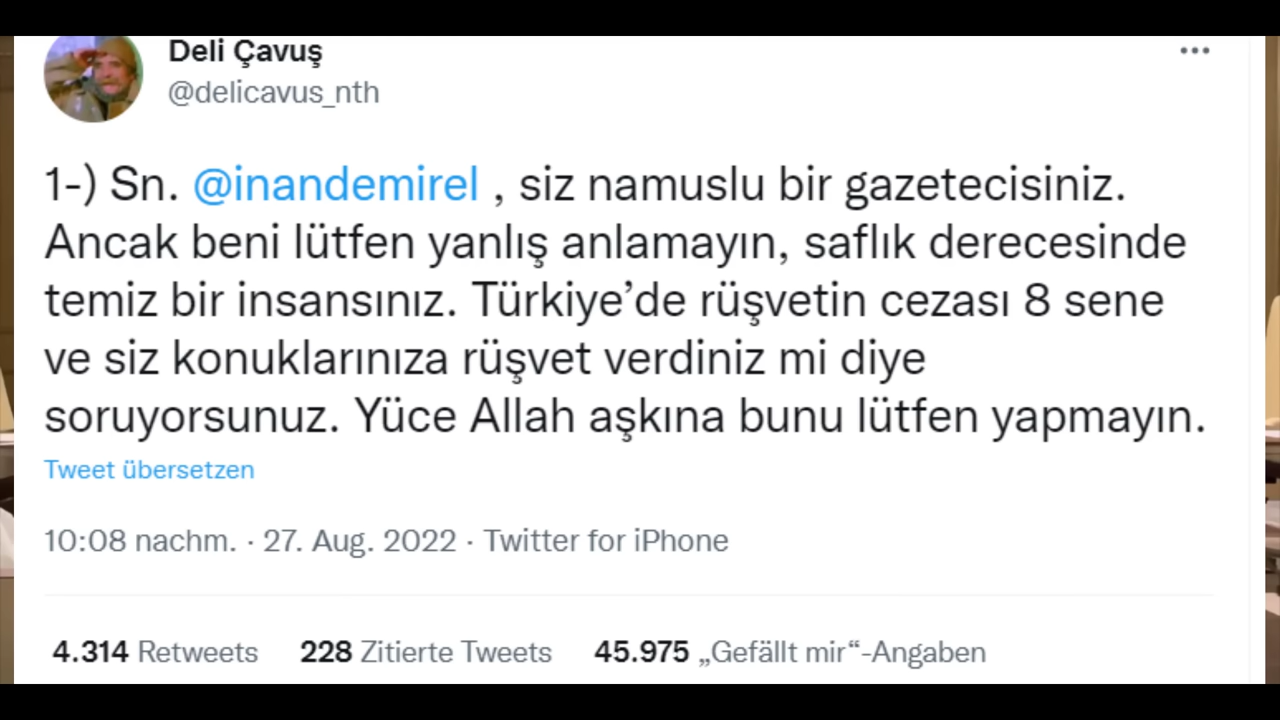 Deli Çavuş
@delicavus_nth
1-) Sn. @inandemirel , siz namuslu bir gazetecisiniz.
Ancak beni lütfen yanlış anlamayın, saflık derecesinde
temiz bir insansınız. Türkiye’de rüşvetin cezası 8 sene
ve siz konuklarınıza rüşvet verdiniz mi diye
soruyorsunuz. Yüce Allah aşkına bunu lütfen yapmayın.
Tweet übersetzen
10:08 nachm. · 27. Aug. 2022 · Twitter for iPhone
4.314 Retweets 228 Zitierte Tweets 45.975 „Gefällt mir“-Angaben